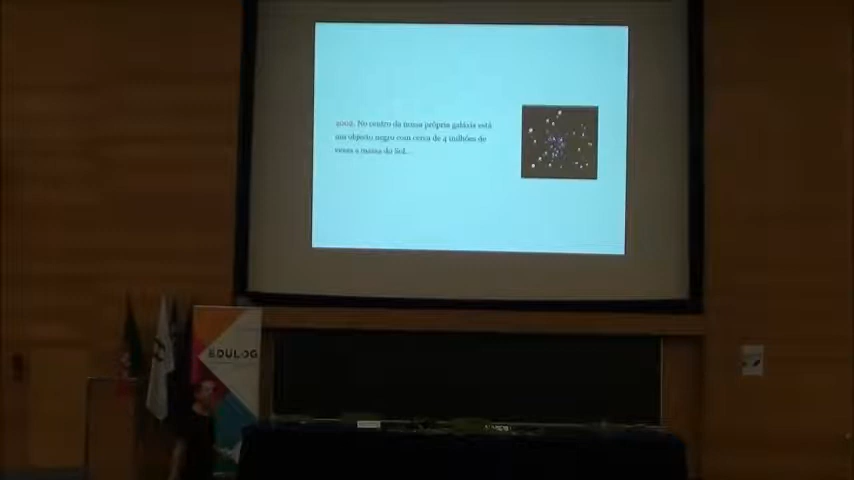 2002. No centro da nossa própria galáxia está
um objecto negro com cerca de 4 milhões de
vezes a massa do Sol...
EDULOG